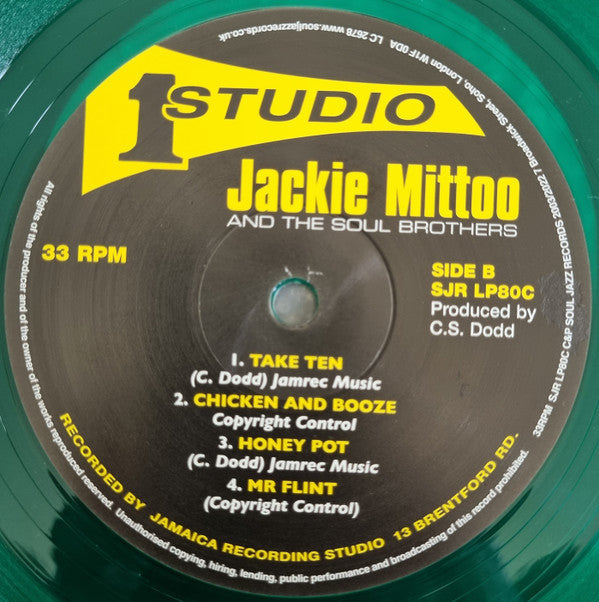 1 STUDIO
Jackie Mittoo
AND THE SOUL BROTHERS
33 RPM
SIDE B
SJR LP80C
Produced by
C.S. Dodd
1. TAKE TEN
(C. Dodd) Jamrec Music
2. CHICKEN AND BOOZE
Copyright Control
3. HONEY POT
(C. Dodd) Jamrec Music
4. MR FLINT
(Copyright Control)
RECORDED BY JAMAICA RECORDING STUDIO 13 BRENTFORD RD.
All rights of the producer and of the owner of the works reproduced reserved. Unauthorised copying, hiring, lending, public performance and broadcasting of this record prohibited.
33RPM SJR LP80C C&P SOUL JAZZ RECORDS 2003/2022 7 Broadwick Street, Soho, London W1F 0DA LC 2678 www.souljazzrecords.co.uk